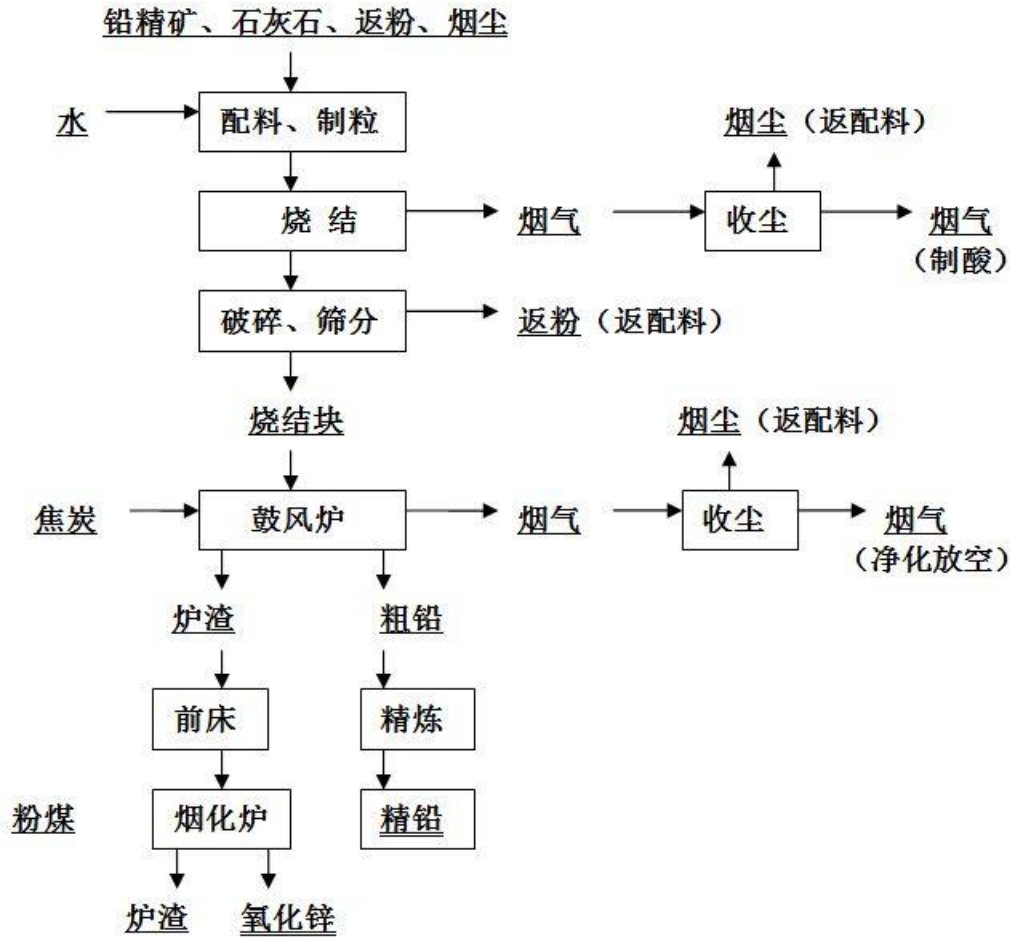 铅精矿、石灰石、返粉、烟尘
水
配料、制粒
烟尘（返配料）
烧 结
烟气
收尘
烟气
（制酸）
破碎、筛分
返粉（返配料）
烧结块
烟尘（返配料）
焦炭
鼓风炉
烟气
收尘
烟气
（净化放空）
炉渣
粗铅
前床
精炼
粉煤
烟化炉
精铅
炉渣
氧化锌